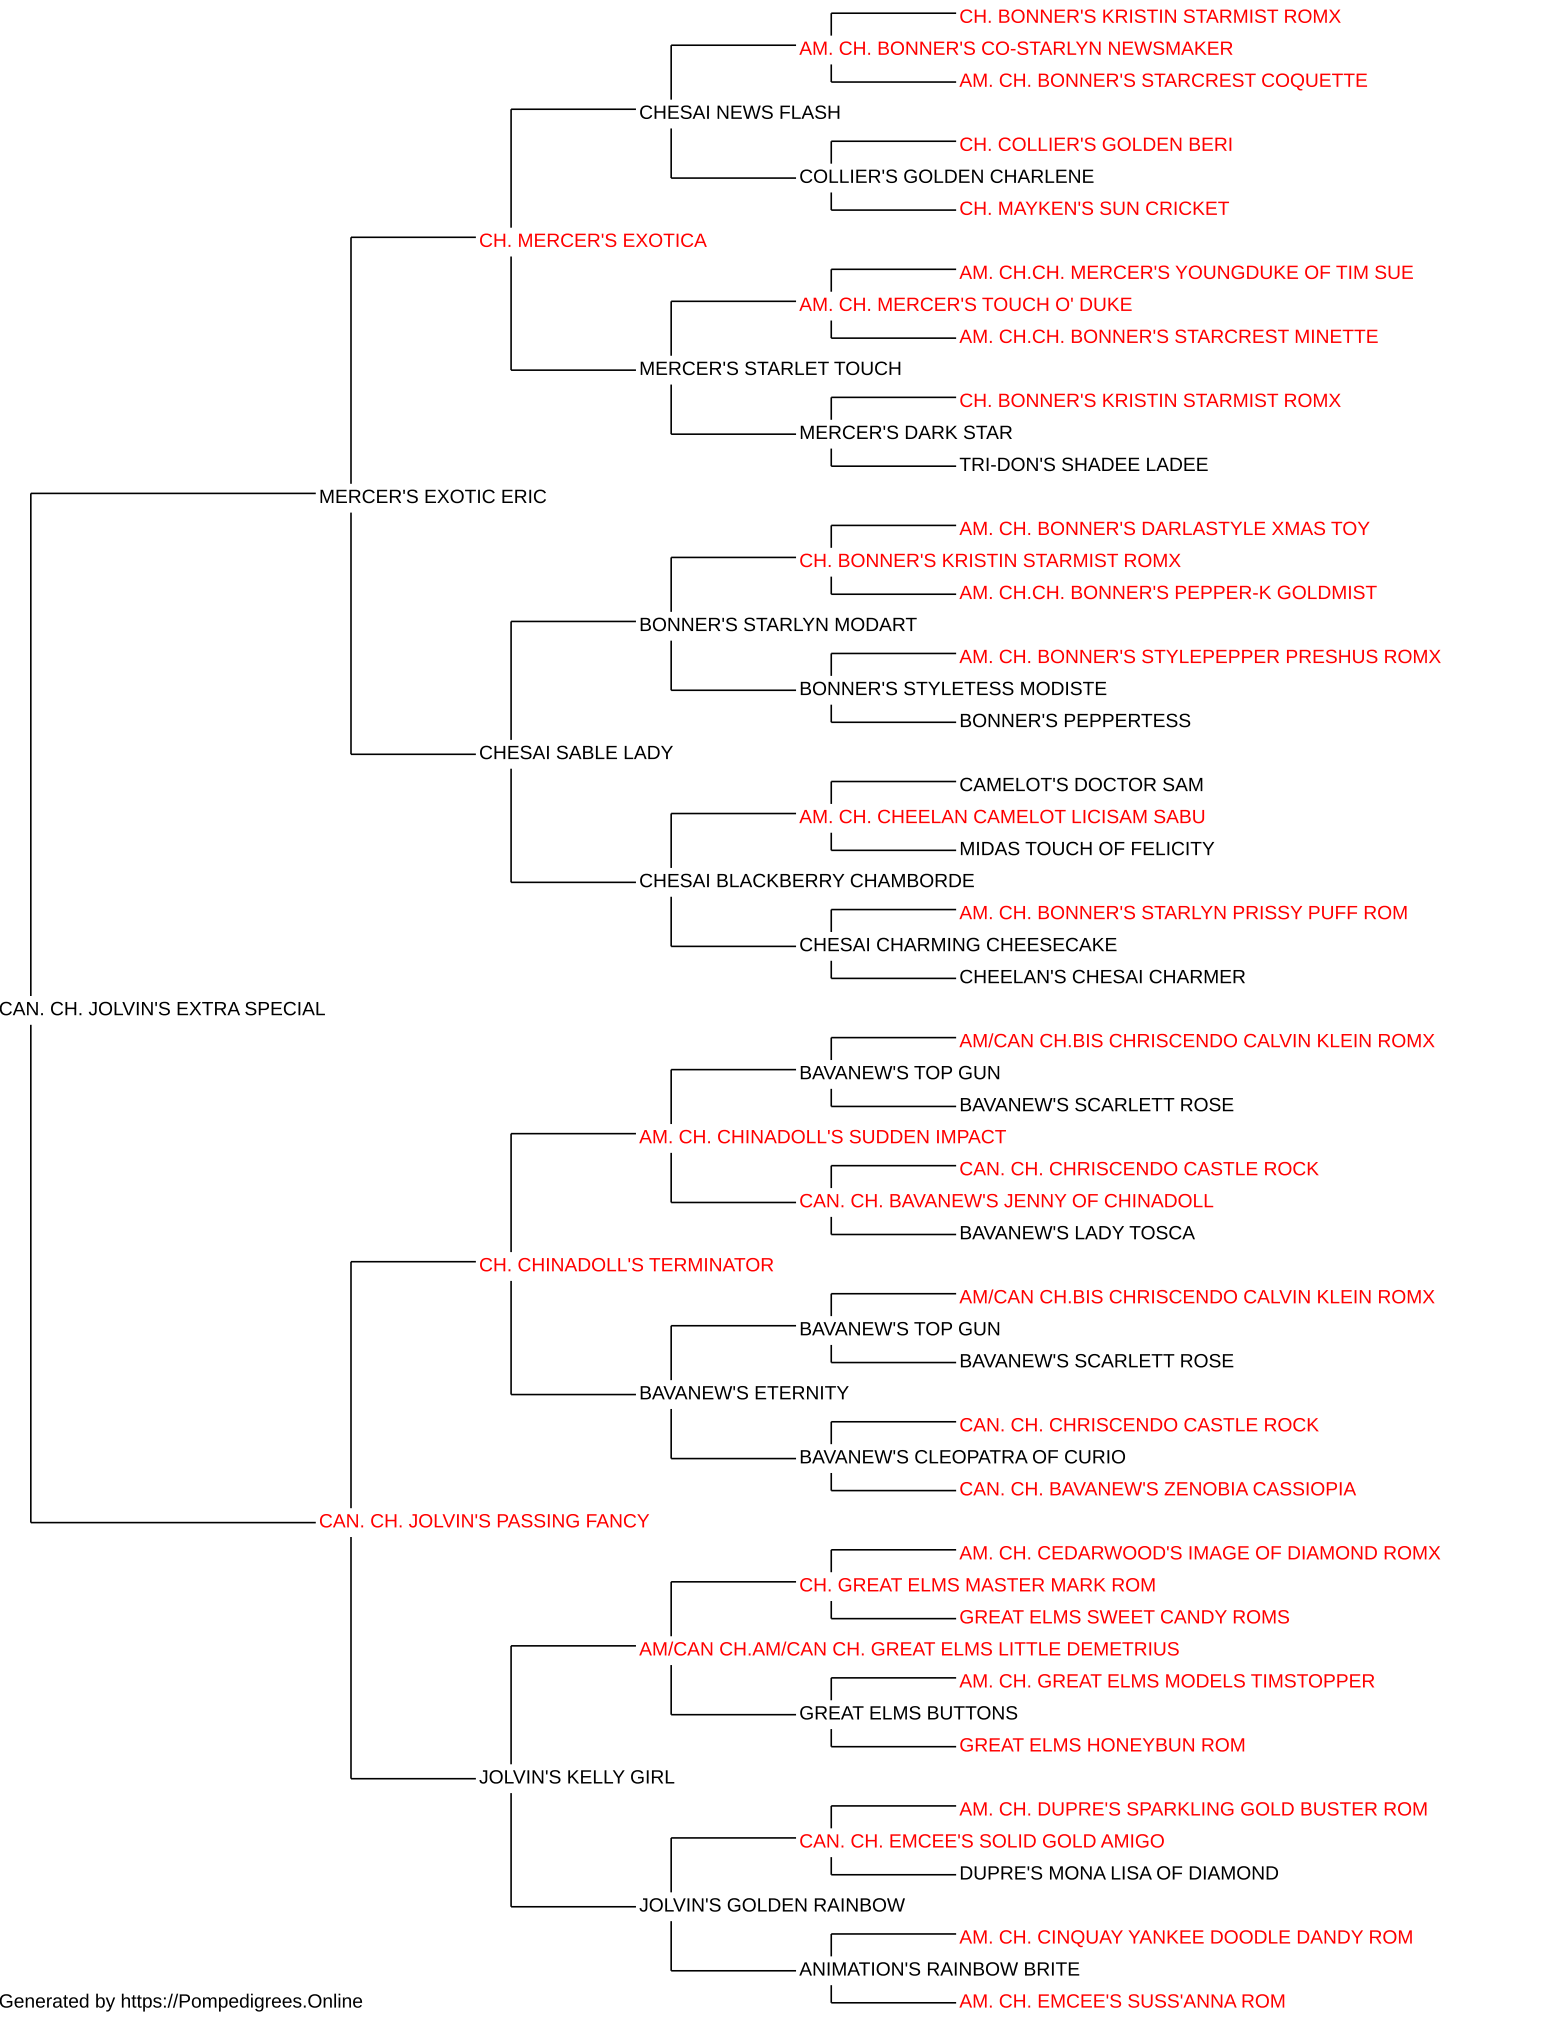 CH. BONNER'S KRISTIN STARMIST ROMX
AM. CH. BONNER'S CO-STARLYN NEWSMAKER
AM. CH. BONNER'S STARCREST COQUETTE
CHESAI NEWS FLASH
CH. COLLIER'S GOLDEN BERI
COLLIER'S GOLDEN CHARLENE
CH. MAYKEN'S SUN CRICKET
CH. MERCER'S EXOTICA
AM. CH.CH. MERCER'S YOUNGDUKE OF TIM SUE
AM. CH. MERCER'S TOUCH O' DUKE
AM. CH.CH. BONNER'S STARCREST MINETTE
MERCER'S STARLET TOUCH
CH. BONNER'S KRISTIN STARMIST ROMX
MERCER'S DARK STAR
TRI-DON'S SHADEE LADEE
MERCER'S EXOTIC ERIC
AM. CH. BONNER'S DARLASTYLE XMAS TOY
CH. BONNER'S KRISTIN STARMIST ROMX
AM. CH.CH. BONNER'S PEPPER-K GOLDMIST
BONNER'S STARLYN MODART
AM. CH. BONNER'S STYLEPEPPER PRESHUS ROMX
BONNER'S STYLETESS MODISTE
BONNER'S PEPPERTESS
CHESAI SABLE LADY
CAMELOT'S DOCTOR SAM
AM. CH. CHEELAN CAMELOT LICISAM SABU
MIDAS TOUCH OF FELICITY
CHESAI BLACKBERRY CHAMBORDE
AM. CH. BONNER'S STARLYN PRISSY PUFF ROM
CHESAI CHARMING CHEESECAKE
CHEELAN'S CHESAI CHARMER
CAN. CH. JOLVIN'S EXTRA SPECIAL
AM/CAN CH.BIS CHRISCENDO CALVIN KLEIN ROMX
BAVANEW'S TOP GUN
BAVANEW'S SCARLETT ROSE
AM. CH. CHINADOLL'S SUDDEN IMPACT
CAN. CH. CHRISCENDO CASTLE ROCK
CAN. CH. BAVANEW'S JENNY OF CHINADOLL
BAVANEW'S LADY TOSCA
CH. CHINADOLL'S TERMINATOR
AM/CAN CH.BIS CHRISCENDO CALVIN KLEIN ROMX
BAVANEW'S TOP GUN
BAVANEW'S SCARLETT ROSE
BAVANEW'S ETERNITY
CAN. CH. CHRISCENDO CASTLE ROCK
BAVANEW'S CLEOPATRA OF CURIO
CAN. CH. BAVANEW'S ZENOBIA CASSIOPIA
CAN. CH. JOLVIN'S PASSING FANCY
AM. CH. CEDARWOOD'S IMAGE OF DIAMOND ROMX
CH. GREAT ELMS MASTER MARK ROM
GREAT ELMS SWEET CANDY ROMS
AM/CAN CH.AM/CAN CH. GREAT ELMS LITTLE DEMETRIUS
AM. CH. GREAT ELMS MODELS TIMSTOPPER
GREAT ELMS BUTTONS
GREAT ELMS HONEYBUN ROM
JOLVIN'S KELLY GIRL
AM. CH. DUPRE'S SPARKLING GOLD BUSTER ROM
CAN. CH. EMCEE'S SOLID GOLD AMIGO
DUPRE'S MONA LISA OF DIAMOND
JOLVIN'S GOLDEN RAINBOW
AM. CH. CINQUAY YANKEE DOODLE DANDY ROM
ANIMATION'S RAINBOW BRITE
AM. CH. EMCEE'S SUSS'ANNA ROM
Generated by https://Pompedigrees.Online